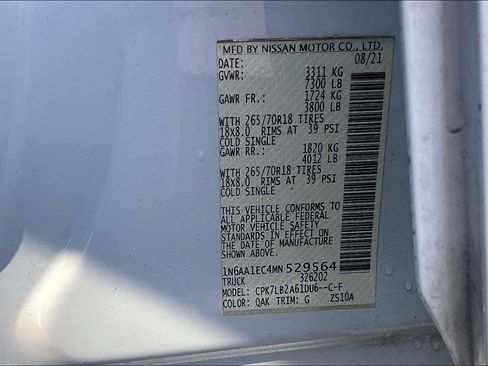 MFD BY NISSAN MOTOR CO., LTD.
DATE: 08/21
GVWR: 3311 KG
7300 LB
GAWR FR.: 1724 KG
3800 LB
WITH 265/70R18 TIRES
18x8.0 RIMS AT 39 PSI
COLD SINGLE
GAWR RR.: 1820 KG
4012 LB
WITH 265/70R18 TIRES
18x8.0 RIMS AT 39 PSI
COLD SINGLE
THIS VEHICLE CONFORMS TO
ALL APPLICABLE FEDERAL
MOTOR VEHICLE SAFETY
STANDARDS IN EFFECT ON
THE DATE OF MANUFACTURE
SHOWN ABOVE.
1N6AA1EC4MN529564
TRUCK 326202
MODEL: CPK7LB2A61DU6--C-F
COLOR: QAK TRIM: G ZS10A